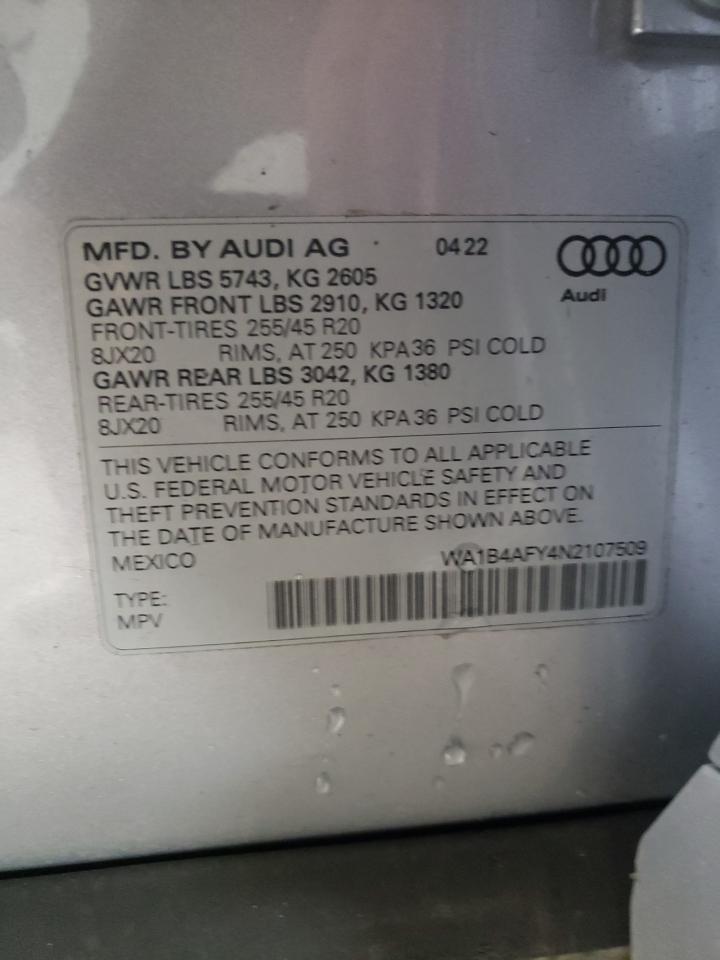 MFD. BY AUDI AG 04 22
GVWR LBS 5743, KG 2605
Audi
GAWR FRONT LBS 2910, KG 1320
FRONT-TIRES 255/45 R20
8JX20 RIMS, AT 250 KPA 36 PSI COLD
GAWR REAR LBS 3042, KG 1380
REAR-TIRES 255/45 R20
8JX20 RIMS, AT 250 KPA 36 PSI COLD
THIS VEHICLE CONFORMS TO ALL APPLICABLE
U.S. FEDERAL MOTOR VEHICLE SAFETY AND
THEFT PREVENTION STANDARDS IN EFFECT ON
THE DATE OF MANUFACTURE SHOWN ABOVE.
MEXICO WA1B4AFY4N2107509
TYPE:
MPV